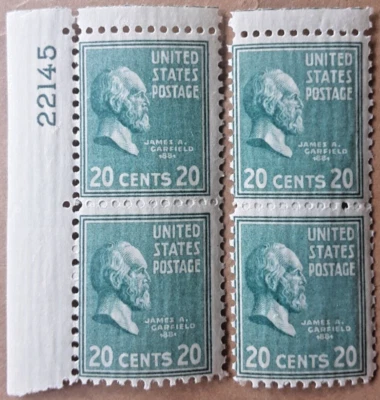 22145
UNITED
STATES
POSTAGE
JAMES A.
GARFIELD
20 CENTS 20
UNITED
STATES
POSTAGE
JAMES A.
GARFIELD
20 CENTS 20
UNITED
STATES
POSTAGE
JAMES A.
GARFIELD
20 CENTS 20
UNITED
STATES
POSTAGE
JAMES A.
GARFIELD
20 CENTS 20